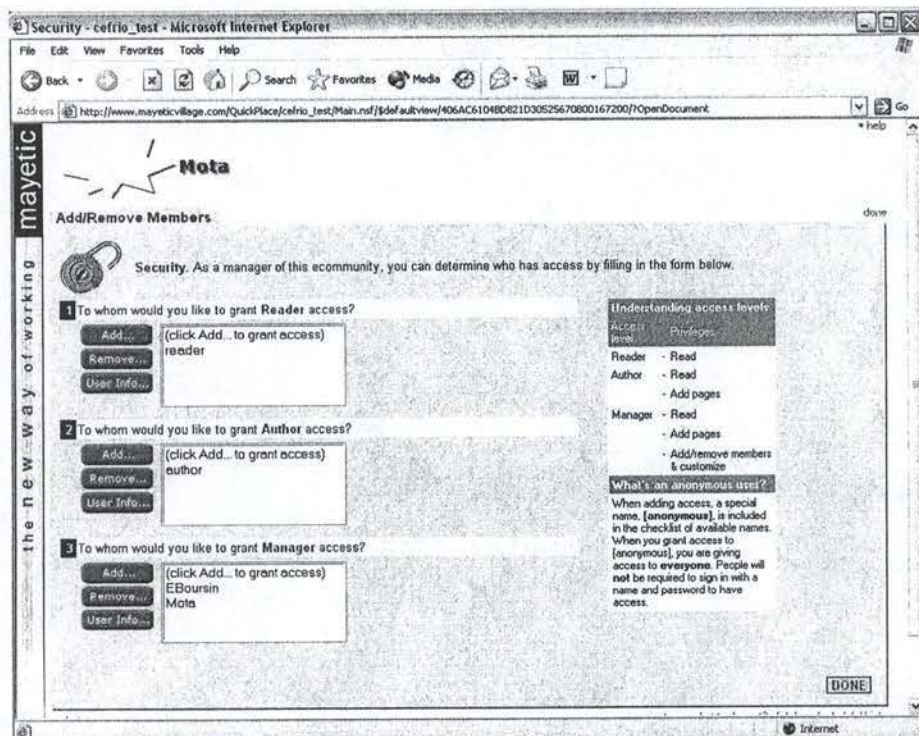 Security - cefrio_test - Microsoft Internet Explorer
File Edit View Favorites Tools Help
Back Search Favorites Media
Address http://www.mayeticvillage.com/QuickPlace/cefrio_test/Main.nsf/$defaultview/406AC6104BD821D30525670800167200/?OpenDocument Go
help
mayetic
the new way of working
Mota
Add/Remove Members
done
Security. As a manager of this ecommunity, you can determine who has access by filling in the form below.
1 To whom would you like to grant Reader access?
Add...
Remove...
User Info...
(click Add... to grant access)
reader
2 To whom would you like to grant Author access?
Add...
Remove...
User Info...
(click Add... to grant access)
author
3 To whom would you like to grant Manager access?
Add...
Remove...
User Info...
(click Add... to grant access)
EBoursin
Mota
Understanding access levels
Access level Privileges
Reader - Read
Author - Read
- Add pages
Manager - Read
- Add pages
- Add/remove members
& customize
What's an anonymous user?
When adding access, a special
name, [anonymous], is included
in the checklist of available names.
When you grant access to
[anonymous], you are giving
access to everyone. People will
not be required to sign in with a
name and password to have
access.
DONE
Internet